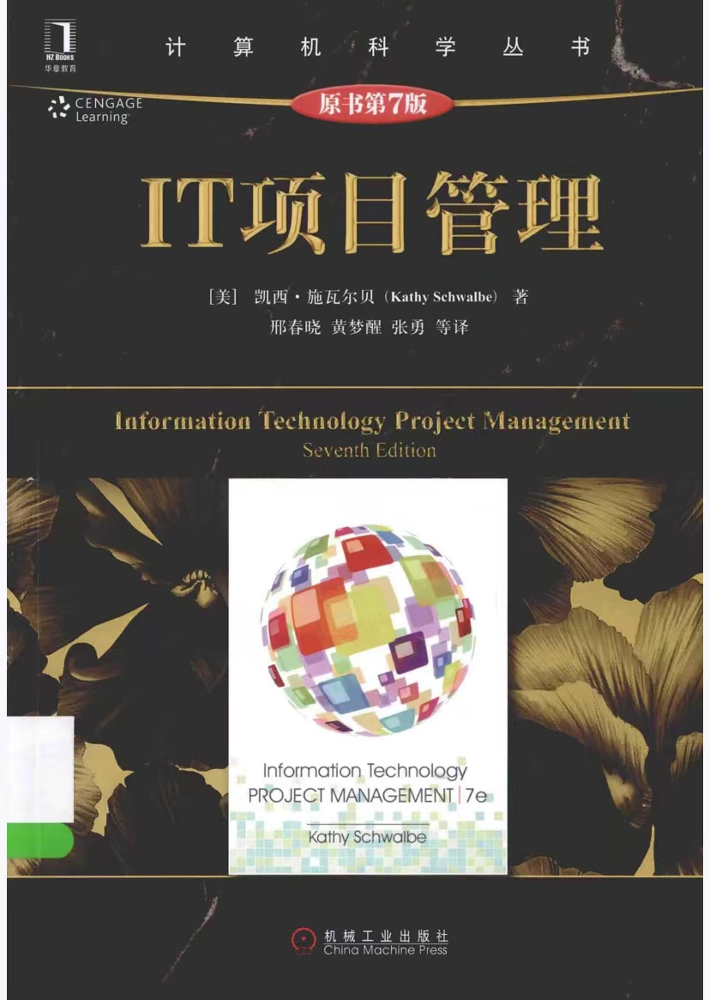 HZ BOOKS
华章教育
计算机科学丛书
CENGAGE
Learning
原书第7版
IT项目管理
[美] 凯西·施瓦尔贝（Kathy Schwalbe）著
邢春晓 黄梦醒 张勇 等译
Information Technology Project Management
Seventh Edition
Information Technology
PROJECT MANAGEMENT | 7e
Kathy Schwalbe
机械工业出版社
China Machine Press